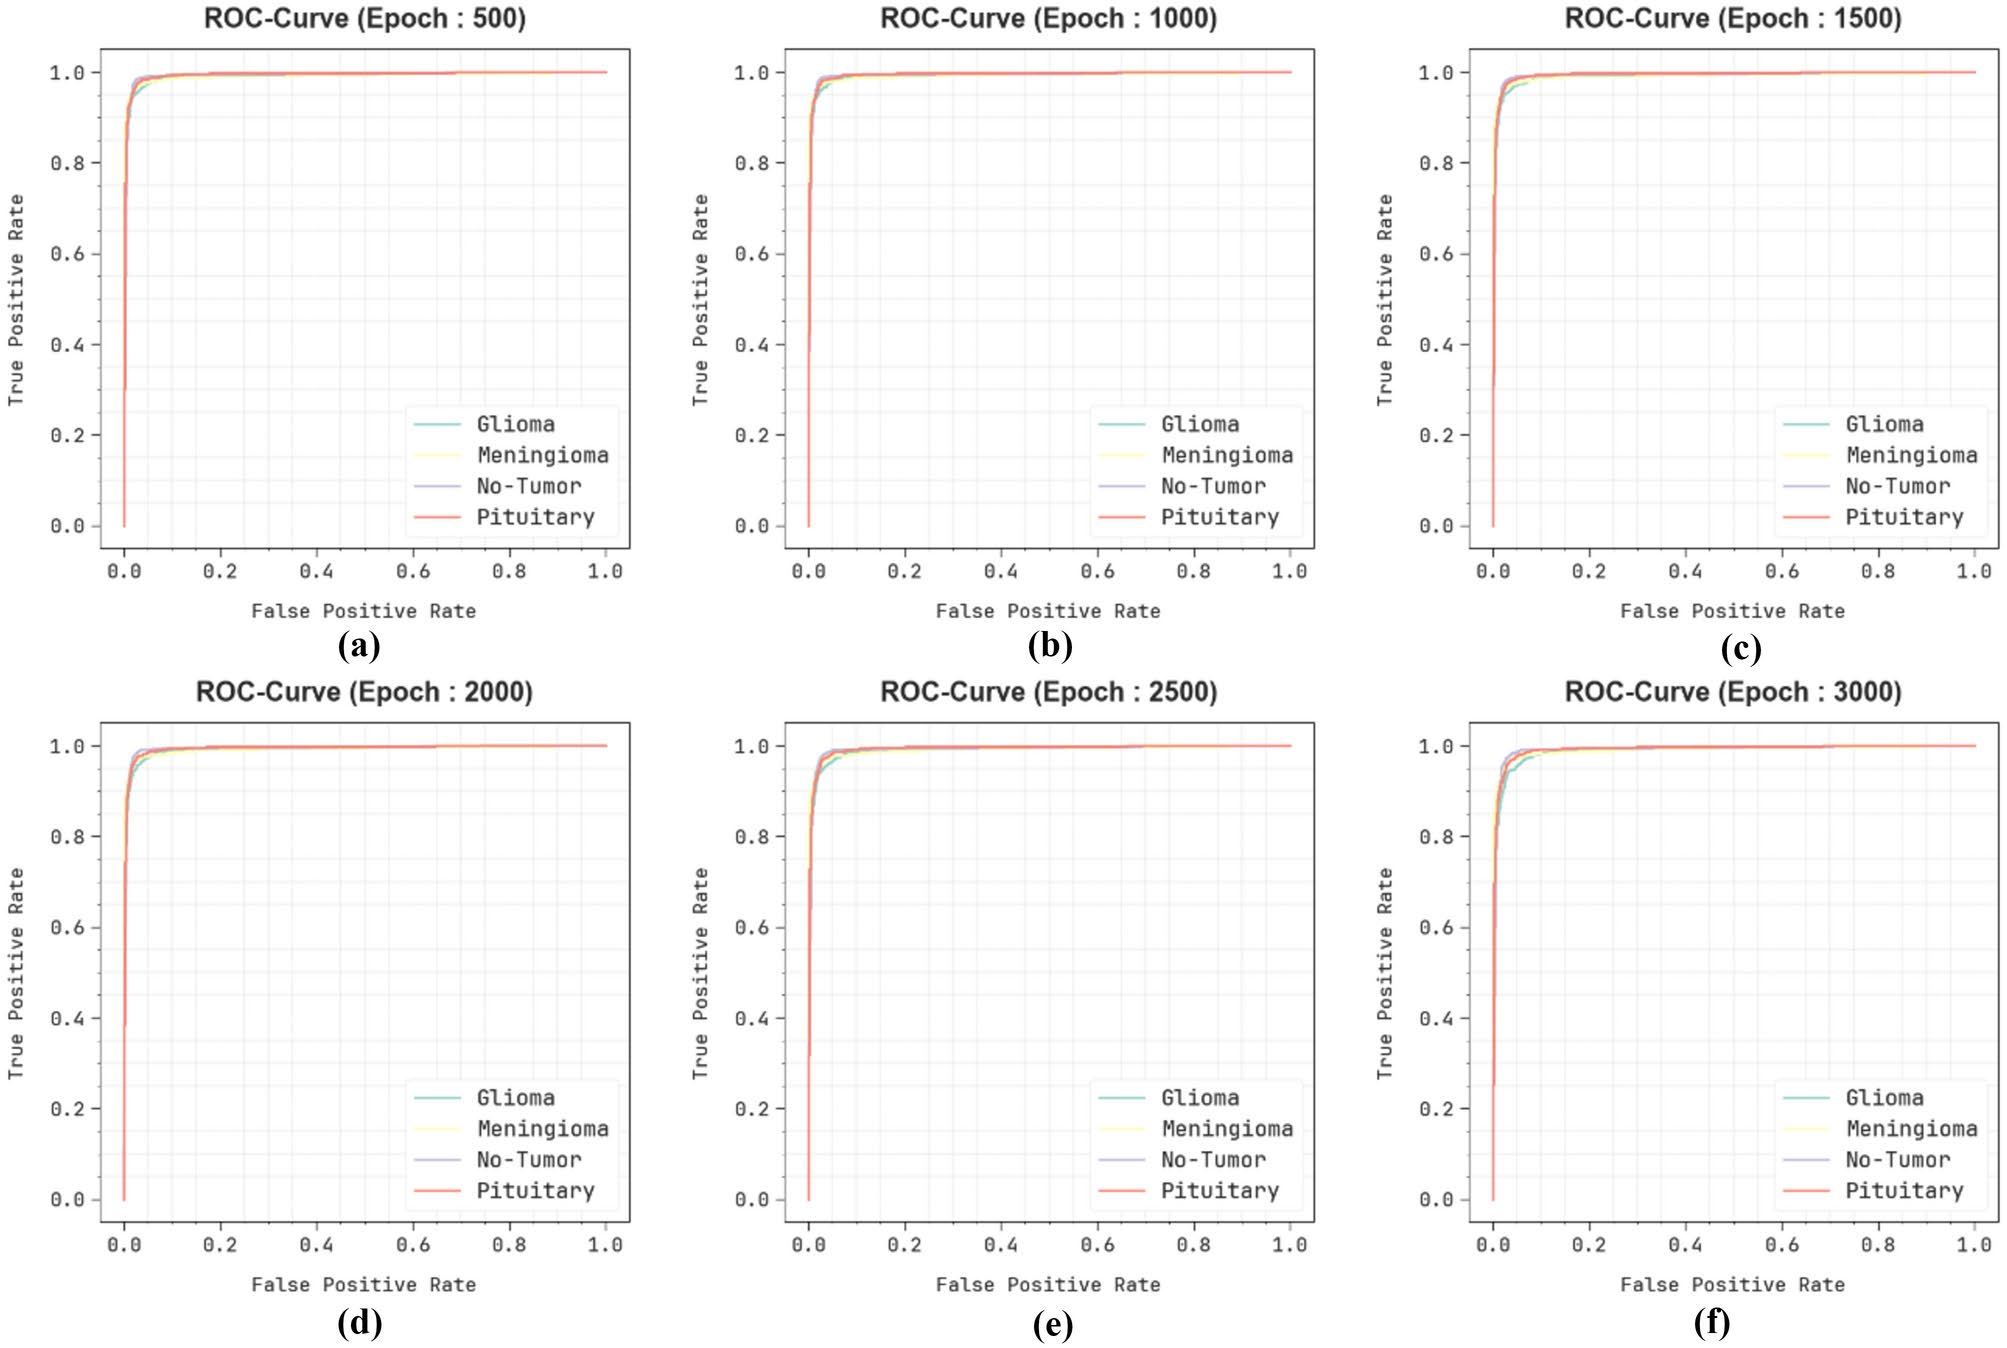 ROC-Curve (Epoch : 500)
True Positive Rate
1.0
0.8
0.6
0.4
0.2
0.0
Glioma
Meningioma
No-Tumor
Pituitary
0.0 0.2 0.4 0.6 0.8 1.0
False Positive Rate
(a)
ROC-Curve (Epoch : 1000)
True Positive Rate
1.0
0.8
0.6
0.4
0.2
0.0
Glioma
Meningioma
No-Tumor
Pituitary
0.0 0.2 0.4 0.6 0.8 1.0
False Positive Rate
(b)
ROC-Curve (Epoch : 1500)
True Positive Rate
1.0
0.8
0.6
0.4
0.2
0.0
Glioma
Meningioma
No-Tumor
Pituitary
0.0 0.2 0.4 0.6 0.8 1.0
False Positive Rate
(c)
ROC-Curve (Epoch : 2000)
True Positive Rate
1.0
0.8
0.6
0.4
0.2
0.0
Glioma
Meningioma
No-Tumor
Pituitary
0.0 0.2 0.4 0.6 0.8 1.0
False Positive Rate
(d)
ROC-Curve (Epoch : 2500)
True Positive Rate
1.0
0.8
0.6
0.4
0.2
0.0
Glioma
Meningioma
No-Tumor
Pituitary
0.0 0.2 0.4 0.6 0.8 1.0
False Positive Rate
(e)
ROC-Curve (Epoch : 3000)
True Positive Rate
1.0
0.8
0.6
0.4
0.2
0.0
Glioma
Meningioma
No-Tumor
Pituitary
0.0 0.2 0.4 0.6 0.8 1.0
False Positive Rate
(f)